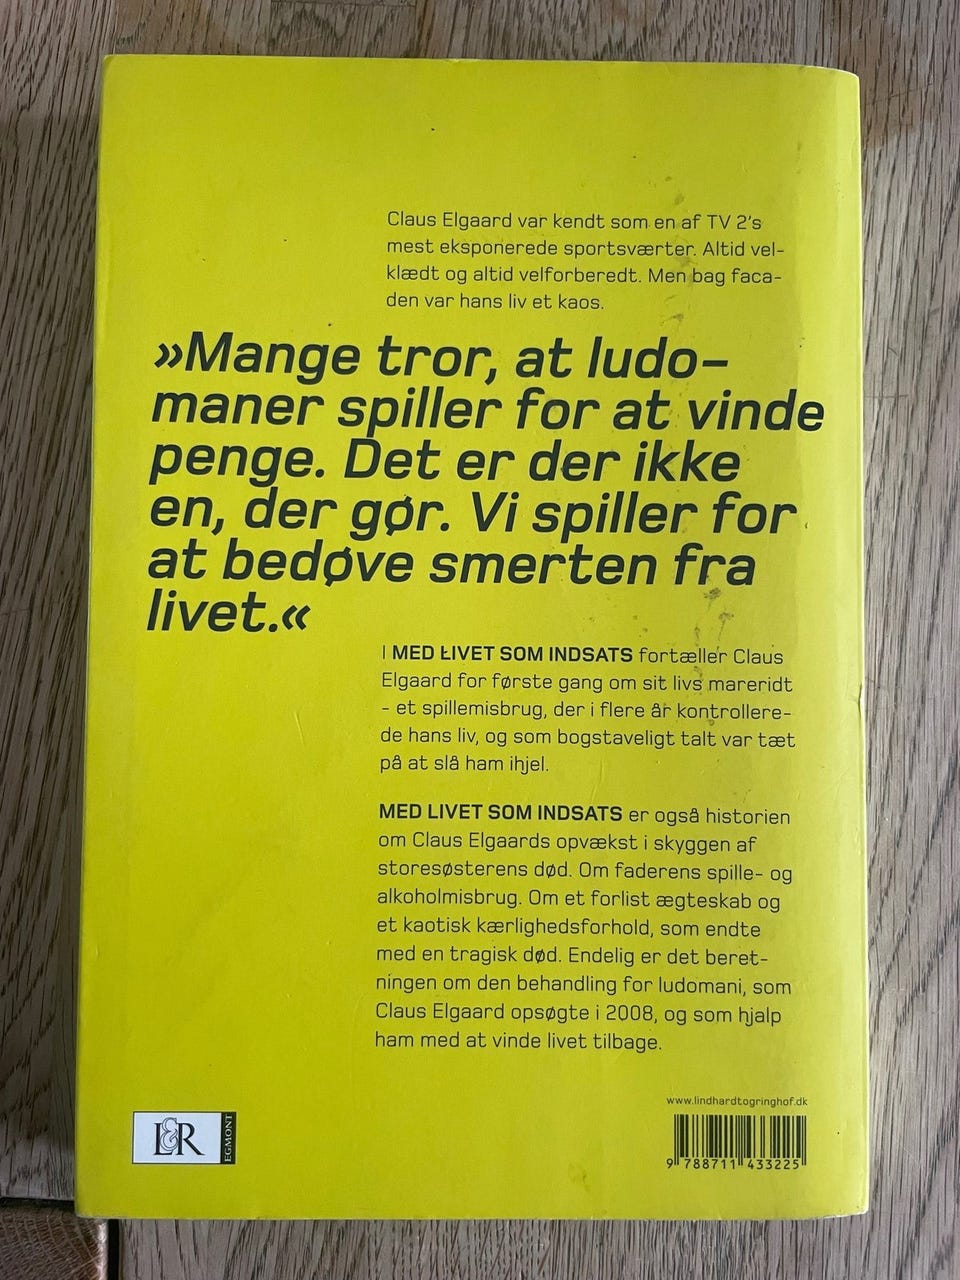 Claus Elgaard var kendt som en af TV 2's
mest eksponerede sportsværter. Altid vel-
klædt og altid velforberedt. Men bag faca-
den var hans liv et kaos.
»Mange tror, at ludo-
maner spiller for at vinde
penge. Det er der ikke
en, der gør. Vi spiller for
at bedøve smerten fra
livet.«
I MED LIVET SOM INDSATS fortæller Claus
Elgaard for første gang om sit livs mareridt
- et spillemisbrug, der i flere år kontrollere-
de hans liv, og som bogstaveligt talt var tæt
på at slå ham ihjel.
MED LIVET SOM INDSATS er også historien
om Claus Elgaards opvækst i skyggen af
storesøsterens død. Om faderens spille- og
alkoholmisbrug. Om et forlist ægteskab og
et kaotisk kærlighedsforhold, som endte
med en tragisk død. Endelig er det beret-
ningen om den behandling for ludomani, som
Claus Elgaard opsøgte i 2008, og som hjalp
ham med at vinde livet tilbage.
www.lindhardtogringhof.dk
L&R
EGMONT
9 788711 433225